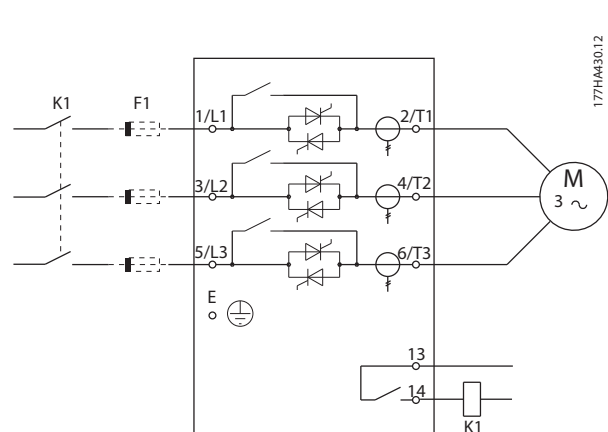 177HA430.12
K1
F1
1/L1
2/T1
3/L2
4/T2
5/L3
6/T3
M
3 ~
E
13
14
K1